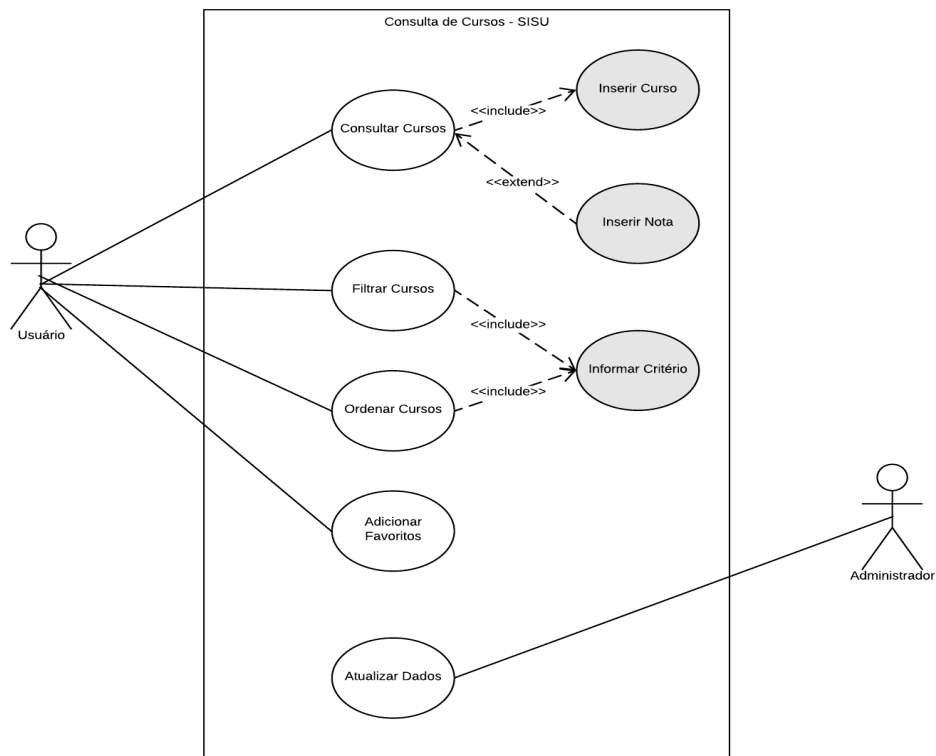 Consulta de Cursos - SISU
Inserir Curso
<<include>>
Consultar Cursos
<<extend>>
Inserir Nota
Filtrar Cursos
<<include>>
Usuário
Informar Critério
<<include>>
Ordenar Cursos
Adicionar
Favoritos
Administrador
Atualizar Dados